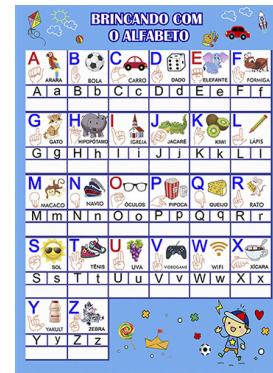 BRINCANDO COM
O ALFABETO
A B C D E F
ARARA BOLA CARRO DADO ELEFANTE FORMIGA
A a B b C c D d E e F f
G H I J K L
GATO HIPOPÓTAMO IGREJA JACARÉ KIWI LÁPIS
G g H h I i J j K k L l
M N O P Q R
MACACO NAVIO ÓCULOS PIPOCA QUEIJO RATO
M m N n O o P p Q q R r
S T U V W X
SOL TÊNIS UVA VIDEOGAME WIFI XÍCARA
S s T t U u V v W w X x
Y Z
YAKULT ZEBRA
Y y Z z